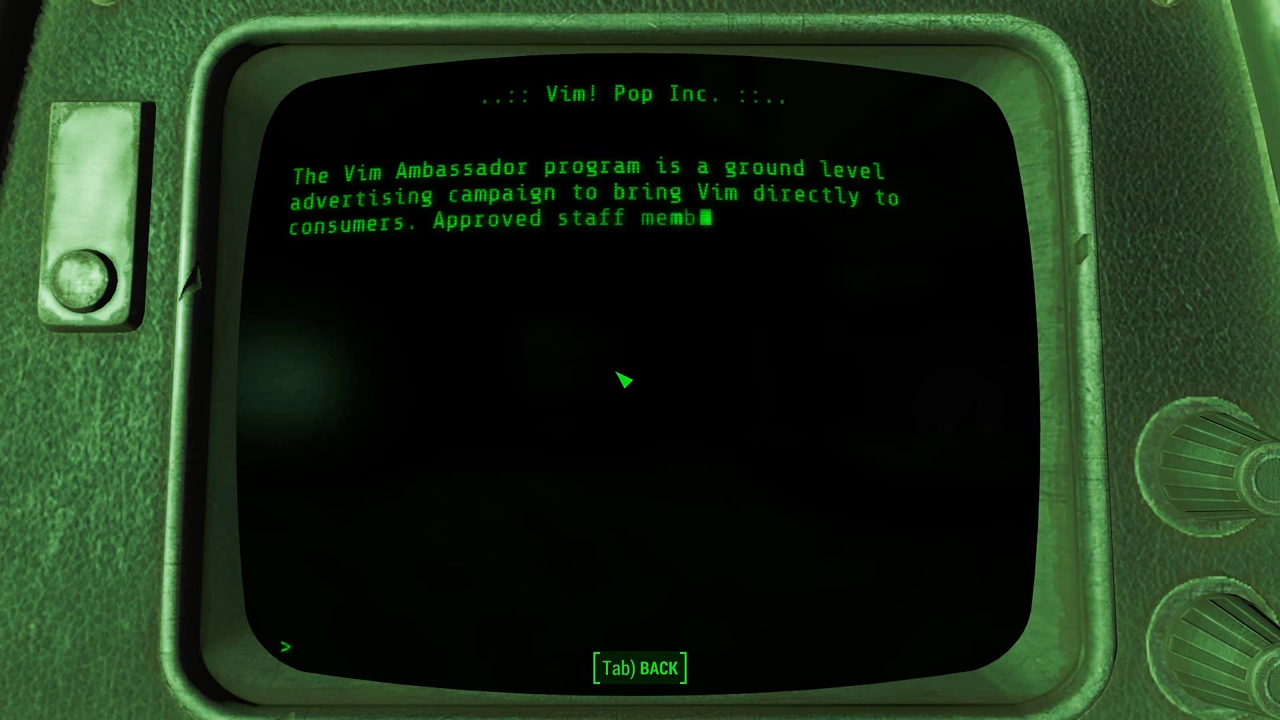 ..:: Vim! Pop Inc. ::..
The Vim Ambassador program is a ground level
advertising campaign to bring Vim directly to
consumers. Approved staff memb
>
Tab) BACK